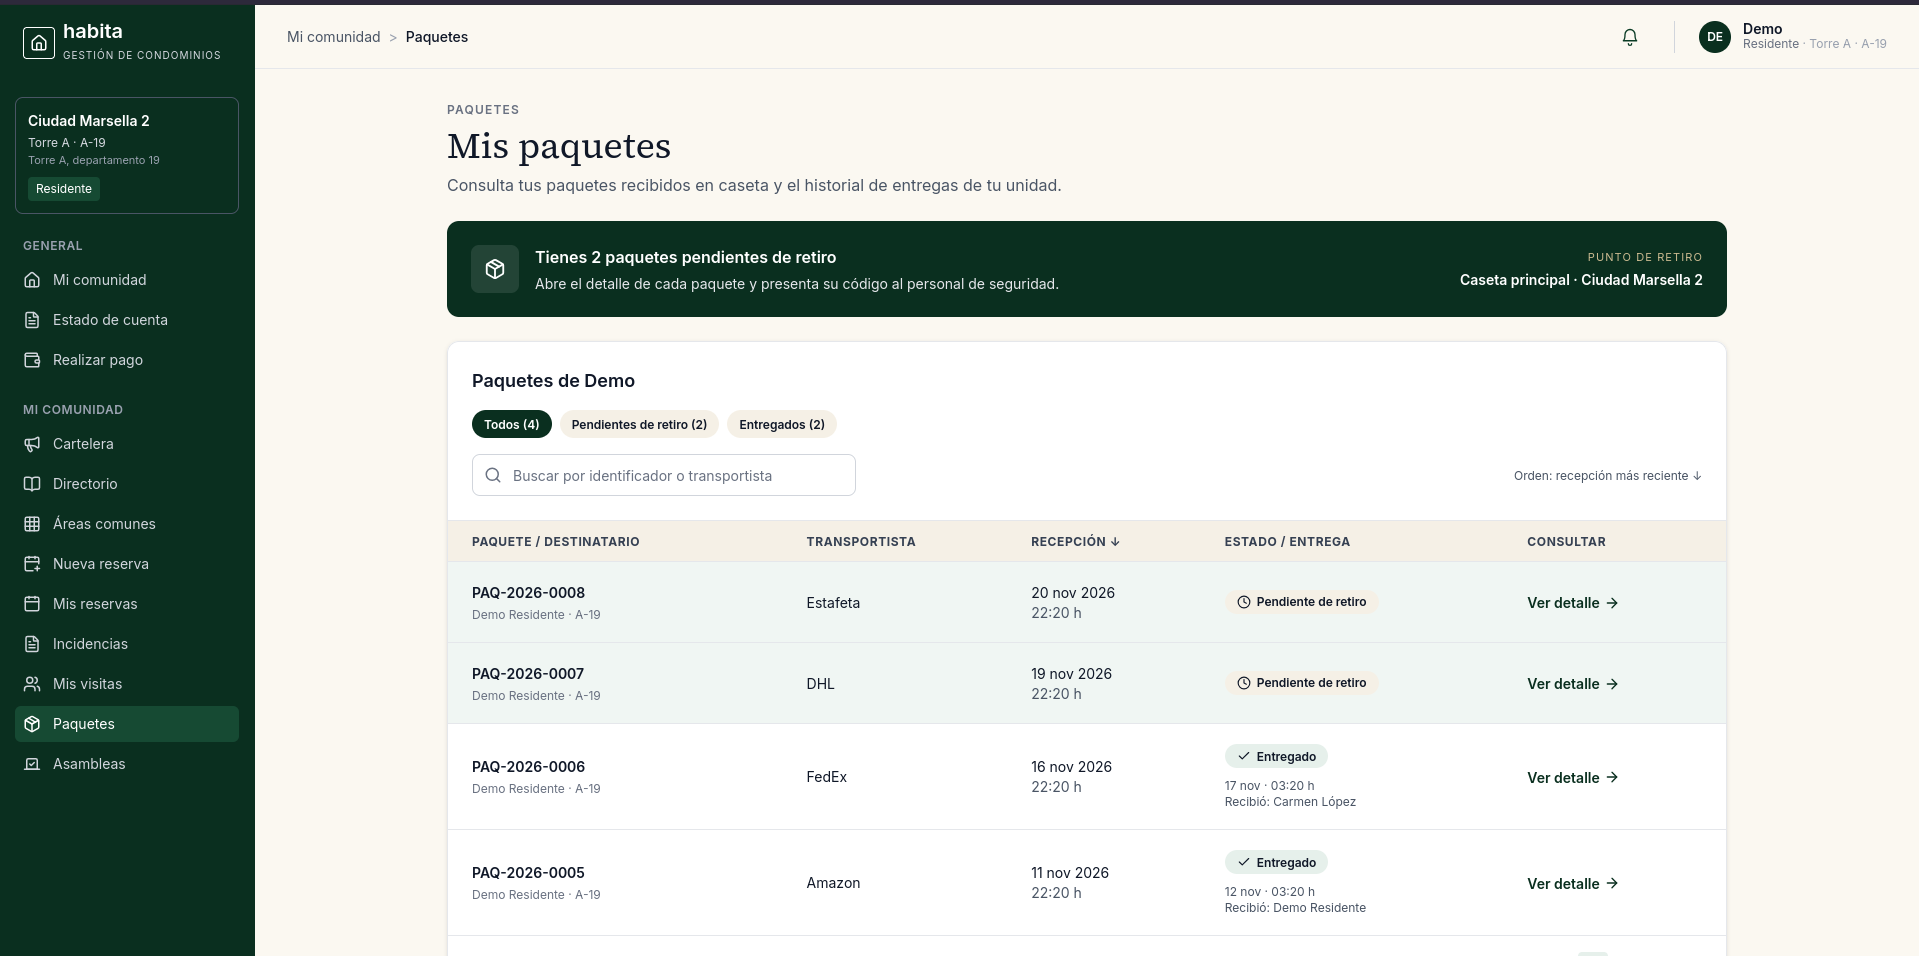 habita
GESTIÓN DE CONDOMINIOS
Ciudad Marsella 2
Torre A · A-19
Torre A, departamento 19
Residente
GENERAL
Mi comunidad
Estado de cuenta
Realizar pago
MI COMUNIDAD
Cartelera
Directorio
Áreas comunes
Nueva reserva
Mis reservas
Incidencias
Mis visitas
Paquetes
Asambleas
Mi comunidad > Paquetes
DE
Demo
Residente · Torre A · A-19
PAQUETES
Mis paquetes
Consulta tus paquetes recibidos en caseta y el historial de entregas de tu unidad.
Tienes 2 paquetes pendientes de retiro
Abre el detalle de cada paquete y presenta su código al personal de seguridad.
PUNTO DE RETIRO
Caseta principal · Ciudad Marsella 2
Paquetes de Demo
Todos (4) Pendientes de retiro (2) Entregados (2)
Buscar por identificador o transportista
Orden: recepción más reciente ↓
PAQUETE / DESTINATARIO TRANSPORTISTA RECEPCIÓN ↓ ESTADO / ENTREGA CONSULTAR
PAQ-2026-0008
Demo Residente · A-19
Estafeta
20 nov 2026
22:20 h
Pendiente de retiro
Ver detalle →
PAQ-2026-0007
Demo Residente · A-19
DHL
19 nov 2026
22:20 h
Pendiente de retiro
Ver detalle →
PAQ-2026-0006
Demo Residente · A-19
FedEx
16 nov 2026
22:20 h
Entregado
17 nov · 03:20 h
Recibió: Carmen López
Ver detalle →
PAQ-2026-0005
Demo Residente · A-19
Amazon
11 nov 2026
22:20 h
Entregado
12 nov · 03:20 h
Recibió: Demo Residente
Ver detalle →